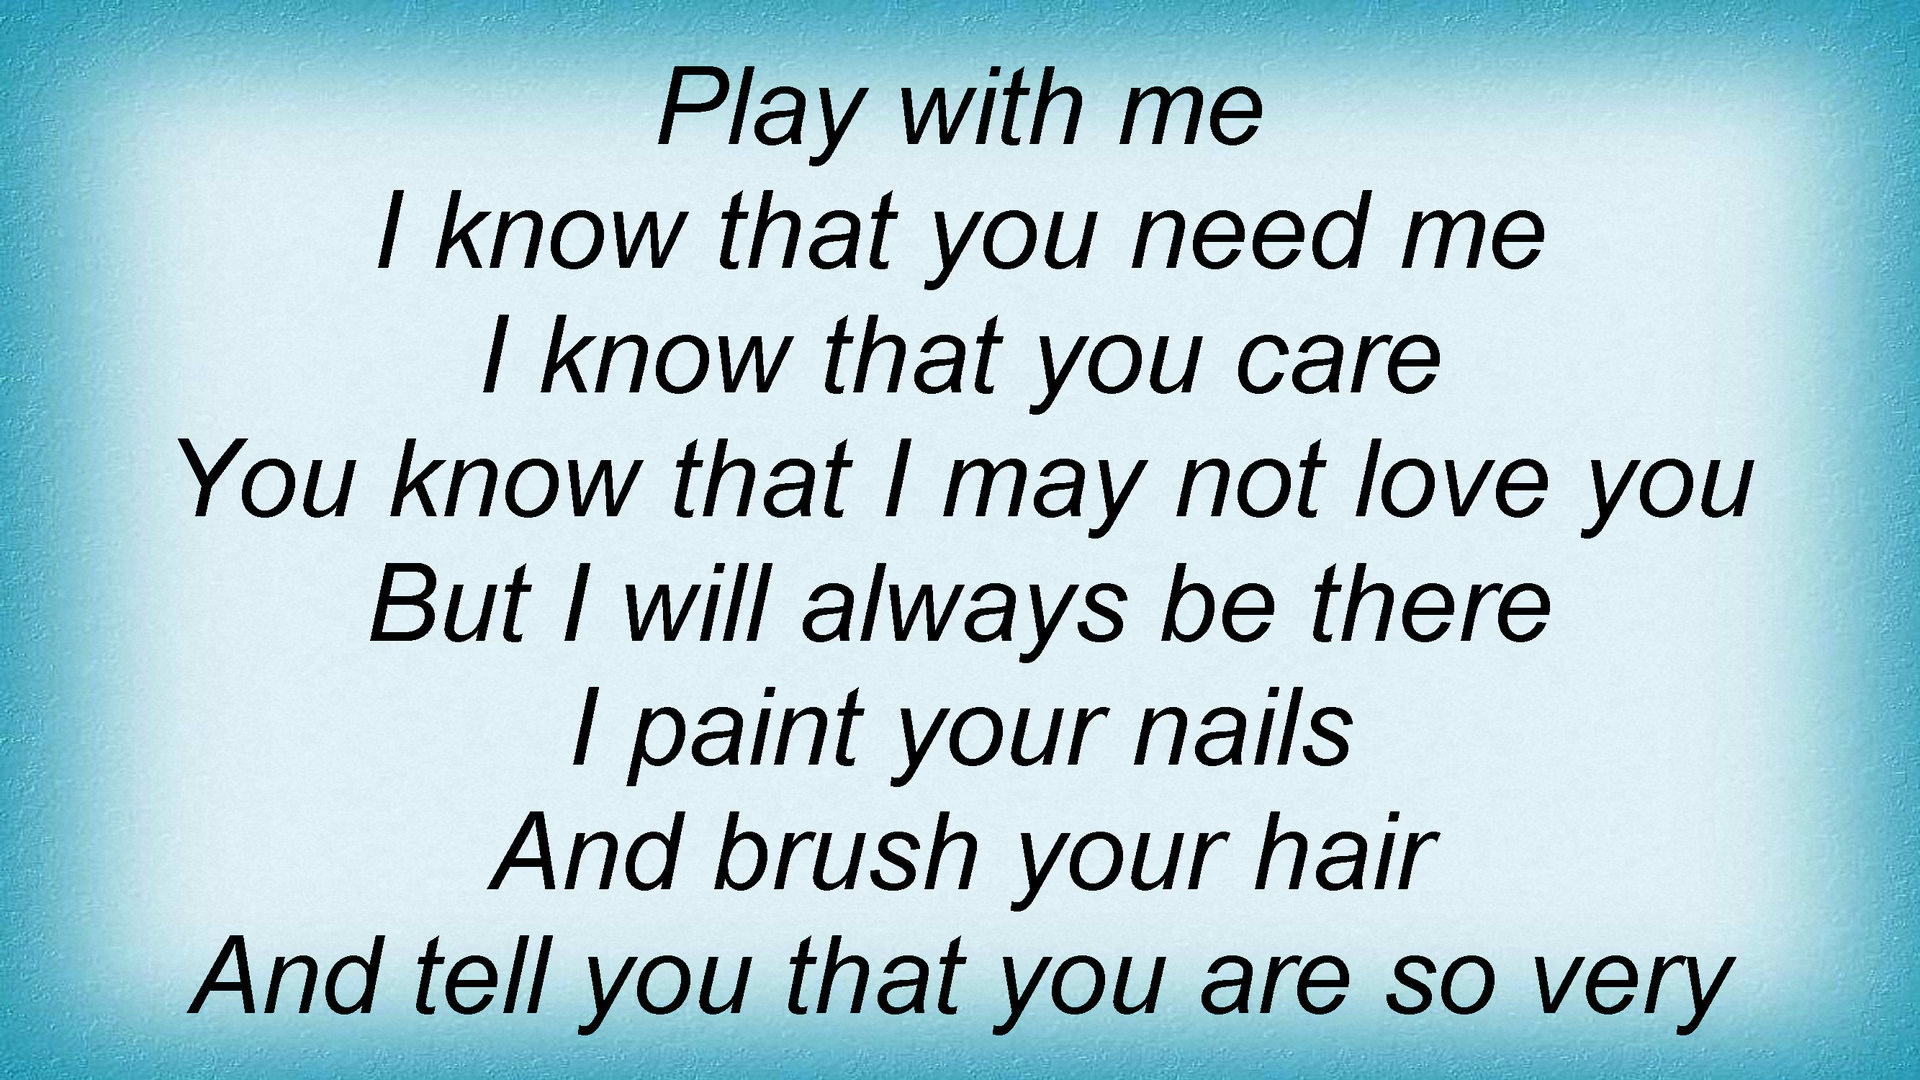 Play with me
I know that you need me
I know that you care
You know that I may not love you
But I will always be there
I paint your nails
And brush your hair
And tell you that you are so very